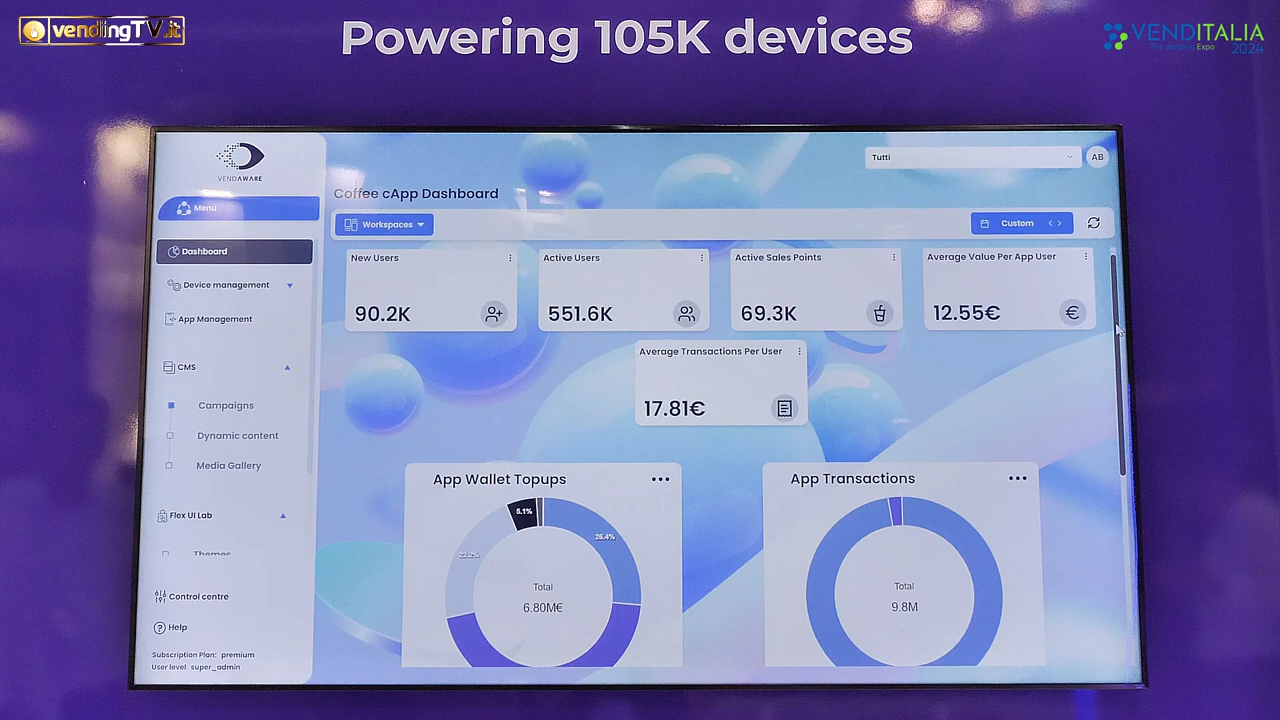 vendingTV.it
Powering 105K devices
VENDITALIA
The Vending Expo 2024
VENDAWARE
Tutti
AB
Menu
Coffee cApp Dashboard
Workspaces
Custom
Dashboard
Device management
App Management
CMS
Campaigns
Dynamic content
Media Gallery
Flex UI Lab
Themes
Control centre
Help
Subscription Plan: premium
User level: super_admin
New Users
90.2K
Active Users
551.6K
Active Sales Points
69.3K
Average Value Per App User
12.55€
€
Average Transactions Per User
17.81€
App Wallet Topups
5.1%
26.4%
Total
6.80M€
App Transactions
Total
9.8M